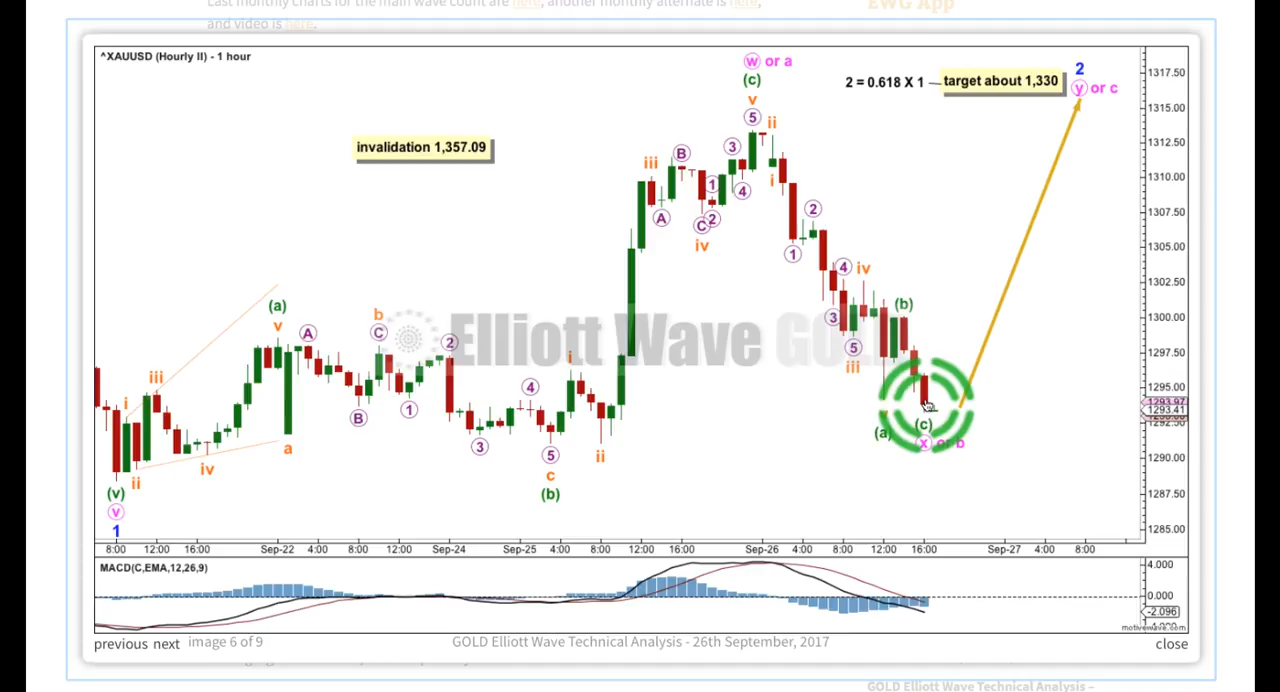 Last monthly charts for the main wave count are here, another monthly alternate is here,
and video is here.
EWG App
^XAUUSD (Hourly II) - 1 hour
w or a
(c)
v
5
ii
2 = 0.618 X 1
target about 1,330
2
y or c
invalidation 1,357.09
iii
B
A
1
C 2
iv
3
4
i
2
1
4
iv
3
5
iii
(b)
(a)
(c)
x or b
(a)
v
A
b
C
B
1
2
3
4
5
c
(b)
i
ii
i
iii
ii
iv
a
(v)
v
1
Elliott Wave GOLD
1317.50
1315.00
1312.50
1310.00
1307.50
1305.00
1302.50
1300.00
1297.50
1295.00
1293.97
1293.41
1292.50
1290.00
1287.50
1285.00
8:00 12:00 16:00 Sep-22 4:00 8:00 12:00 Sep-24 Sep-25 4:00 8:00 12:00 16:00 Sep-26 4:00 8:00 12:00 16:00 Sep-27 4:00 8:00
MACD(C,EMA,12,26,9)
4.000
0.000
-2.096
motivewave.com
previous next image 6 of 9 GOLD Elliott Wave Technical Analysis - 26th September, 2017 close
GOLD Elliott Wave Technical Analysis –